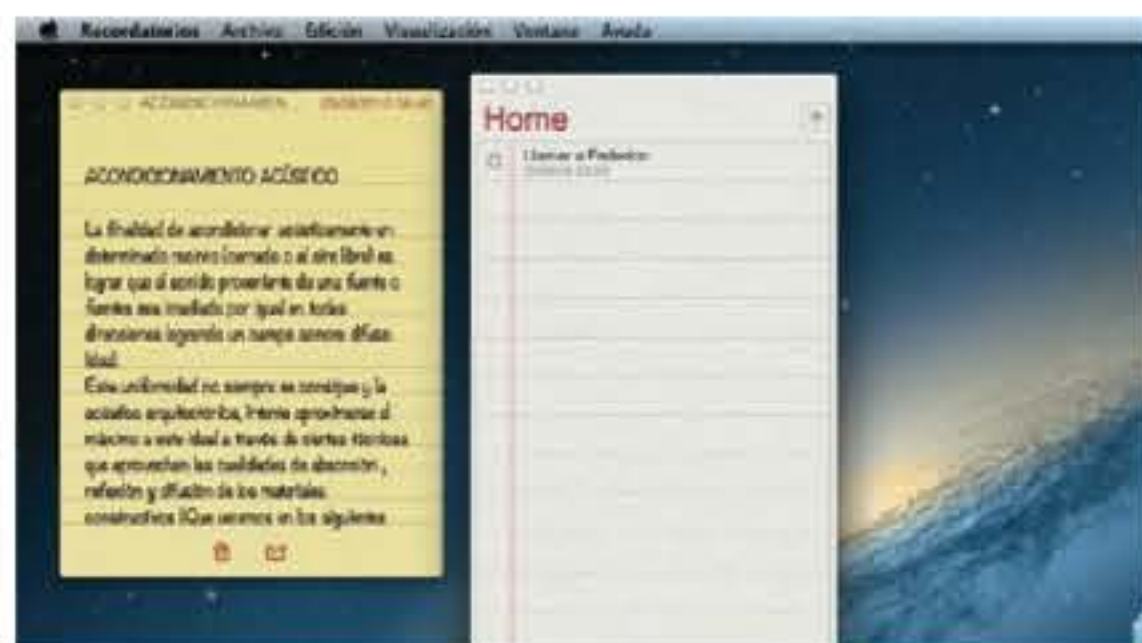 Recordatorios Archivo Edición Visualización Ventana Ayuda
ACONDICIONAMIEN...
ACONDICIONAMIENTO ACÚSTICO
La finalidad de acondicionar acústicamente un
determinado recinto (cerrado o al aire libre) es
lograr que el sonido proveniente de una fuente o
fuentes sea irradiado por igual en todas
direcciones logrando un campo sonoro difuso
ideal.
Esta uniformidad no siempre se consigue y la
acústica arquitectónica, intenta aproximarse al
máximo a este ideal a través de ciertas técnicas
que aprovechan las cualidades de absorción ,
reflexión y difusión de los materiales
constructivos (Que veremos en los siguientes
Home
Llamar a Federico